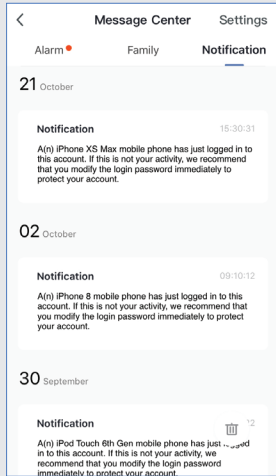 Message Center Settings
Alarm Family Notification
21 October
Notification 15:30:31
A(n) iPhone XS Max mobile phone has just logged in to
this account. If this is not your activity, we recommend
that you modify the login password immediately to
protect your account.
02 October
Notification 09:10:12
A(n) iPhone 8 mobile phone has just logged in to this
account. If this is not your activity, we recommend that
you modify the login password immediately to protect
your account.
30 September
Notification
A(n) iPod Touch 6th Gen mobile phone has just
in to this account. If this is not your activity, we
recommend that you modify the login password
immediately to protect your account.